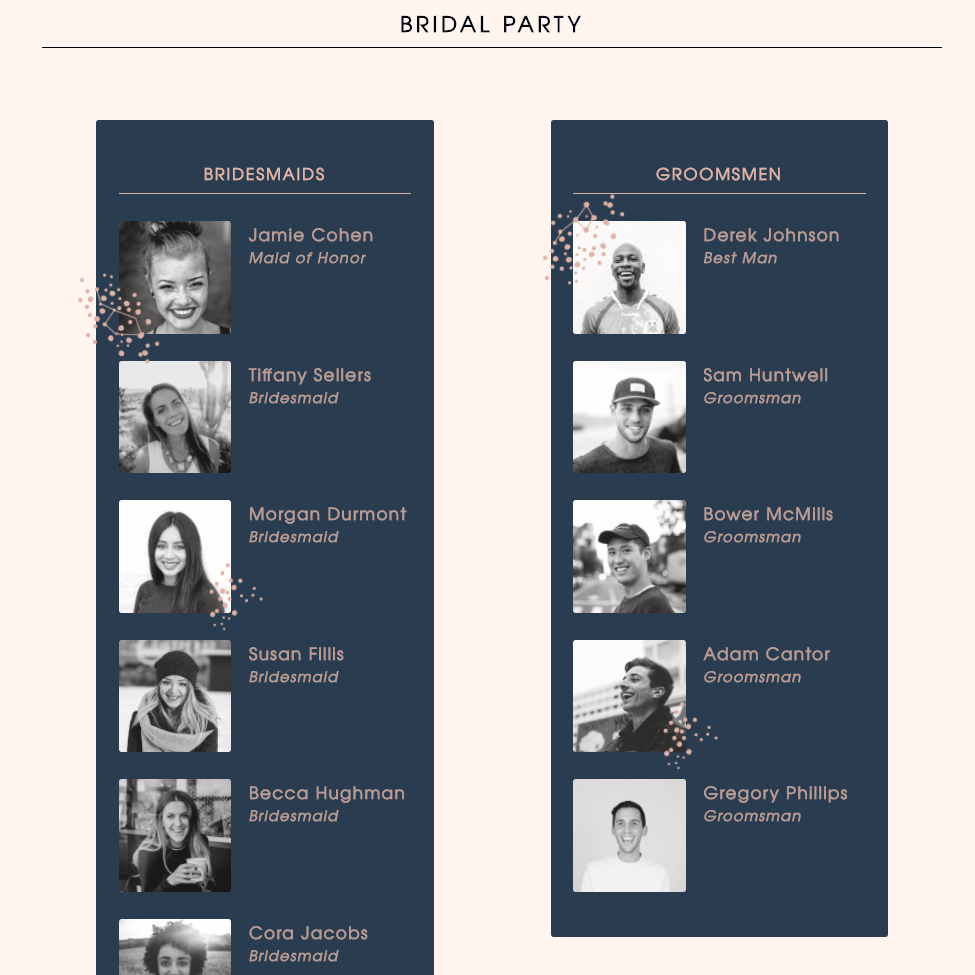 BRIDAL PARTY
BRIDESMAIDS
Jamie Cohen
Maid of Honor
Tiffany Sellers
Bridesmaid
Morgan Durmont
Bridesmaid
Susan Fillis
Bridesmaid
Becca Hughman
Bridesmaid
Cora Jacobs
Bridesmaid
GROOMSMEN
Derek Johnson
Best Man
Sam Huntwell
Groomsman
Bower McMills
Groomsman
Adam Cantor
Groomsman
Gregory Phillips
Groomsman